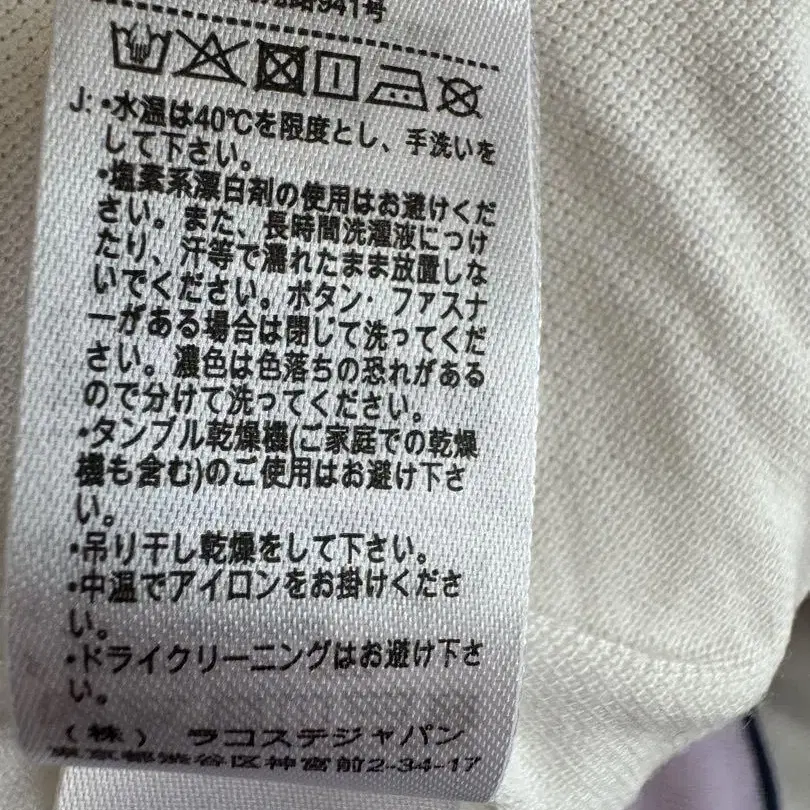 941号
J: •水温は40℃を限度とし、手洗いを
して下さい。
•塩素系漂白剤の使用はお避けくだ
さい。また、長時間洗濯液につけ
たり、汗等で濡れたまま放置しな
いでください。ボタン・ファスナ
ーがある場合は閉じて洗ってくだ
さい。濃色は色落ちの恐れがある
ので分けて洗ってください。
•タンブル乾燥機(ご家庭での乾燥
機も含む)のご使用はお避け下さ
い。
•吊り干し乾燥をして下さい。
•中温でアイロンをお掛けくださ
い。
•ドライクリーニングはお避け下さ
い。
(株) ラコステジャパン
東京都渋谷区神宮前2-34-17